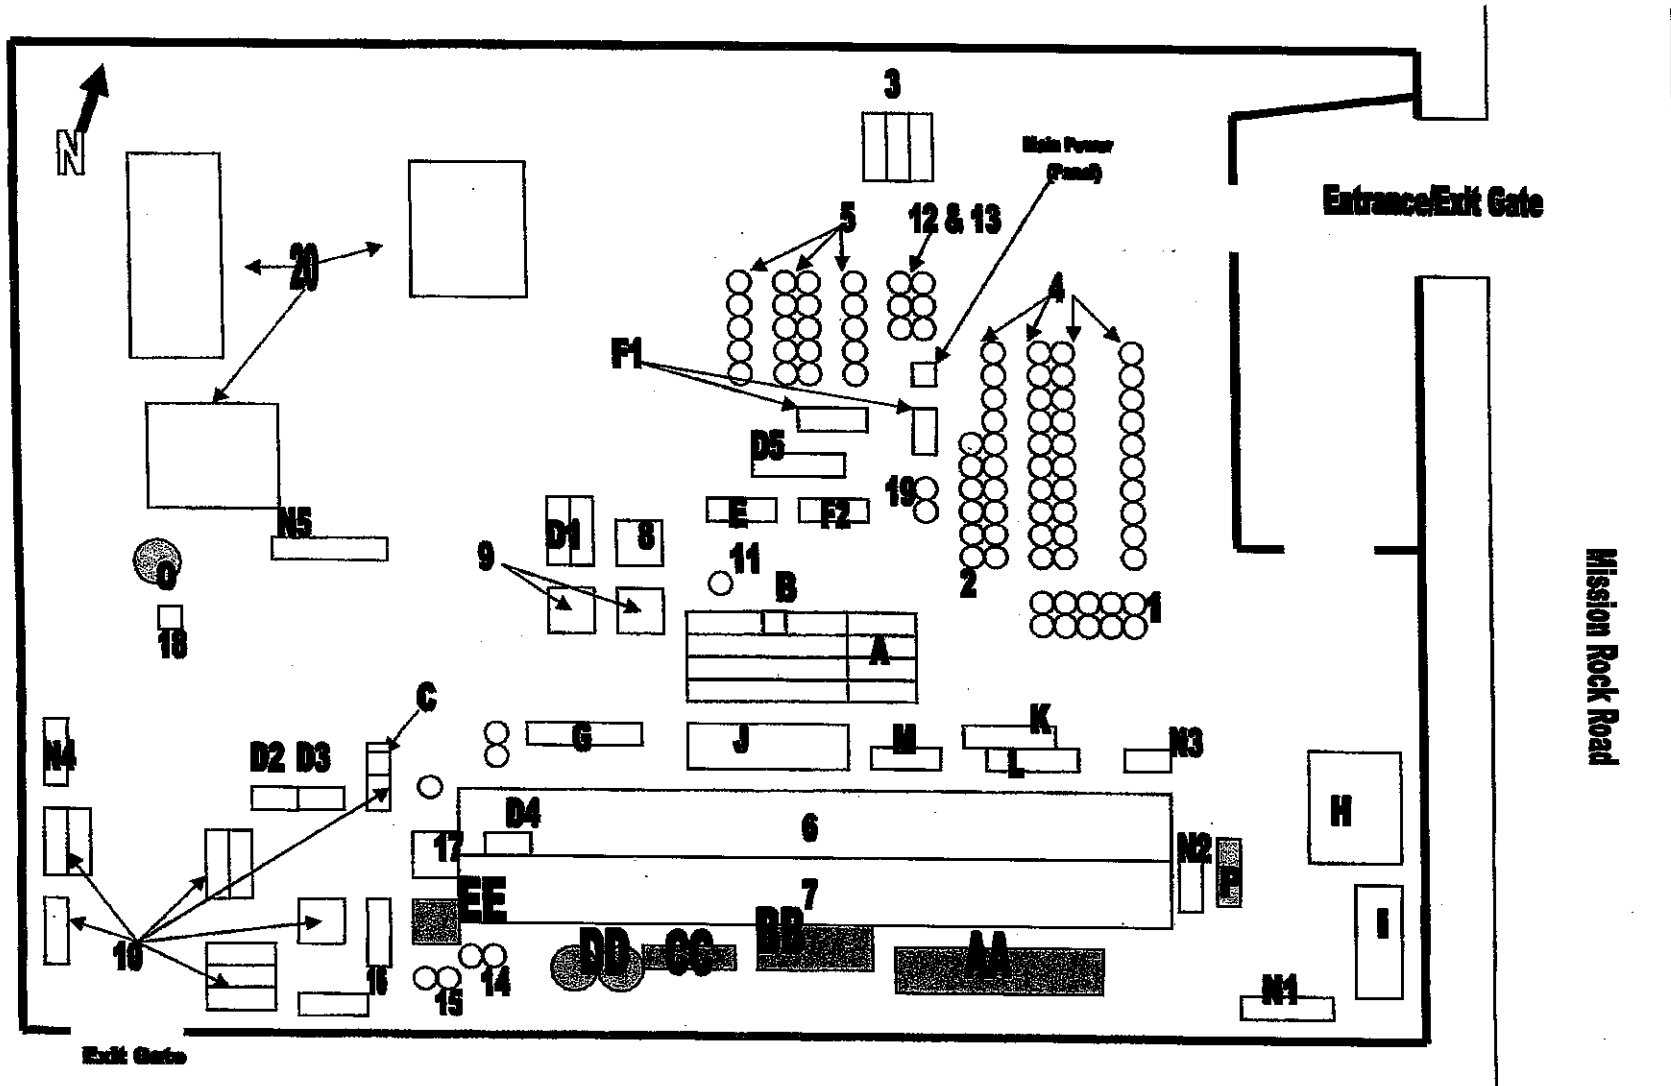 3
N
Main Power
(Panel)
Entrance/Exit Gate
5
12 & 13
20
4
F1
D5
19
E
F2
N5
D1
8
9
11
2
B
1
O
18
A
Mission Rock Road
C
G
J
M
K
L
N3
N4
D2
D3
D4
6
H
17
N2
P
EE
7
I
BB
10
16
DD
CC
AA
14
15
N1
Exit Gate